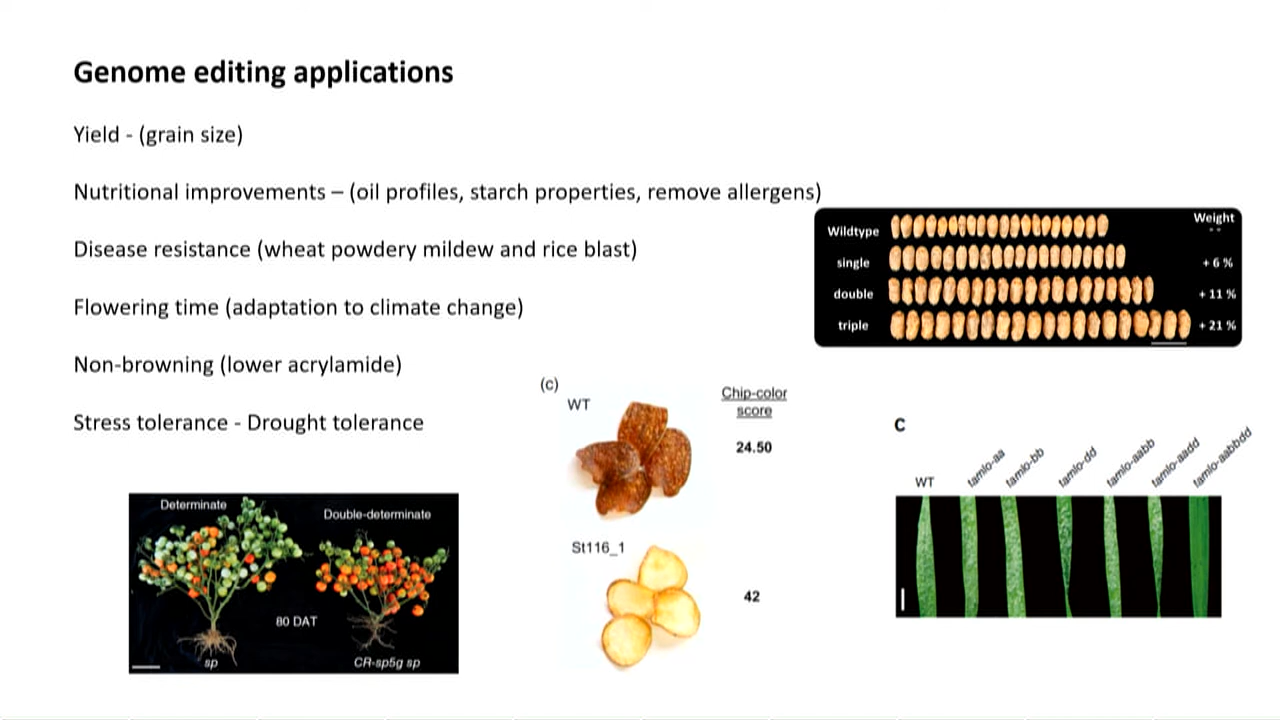 Genome editing applications
Yield - (grain size)
Nutritional improvements – (oil profiles, starch properties, remove allergens)
Disease resistance (wheat powdery mildew and rice blast)
Flowering time (adaptation to climate change)
Non-browning (lower acrylamide)
Stress tolerance - Drought tolerance
Weight
Wildtype - -
single + 6 %
double + 11 %
triple + 21 %
(c)
WT
Chip-color
score
24.50
St116_1
42
C
WT tamlo-aa tamlo-bb tamlo-dd tamlo-aabb tamlo-aadd tamlo-aabbdd
Determinate
Double-determinate
80 DAT
sp
CR-sp5g sp